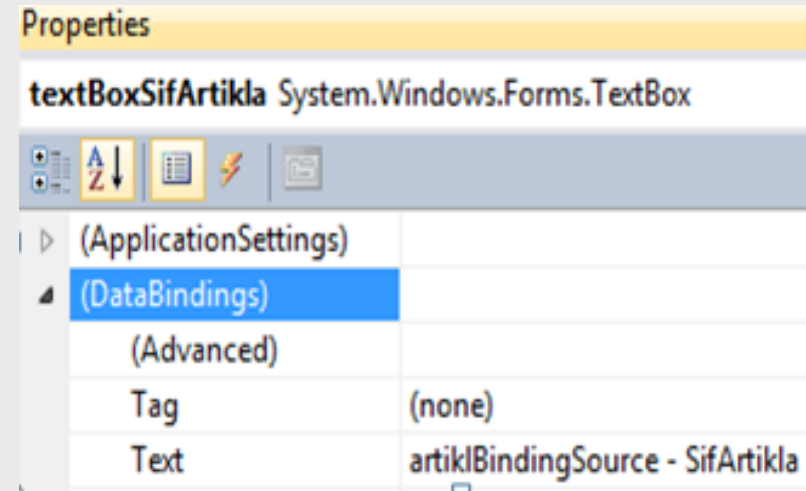 Properties
textBoxSifArtikla System.Windows.Forms.TextBox
A
Z
(ApplicationSettings)
(DataBindings)
(Advanced)
Tag (none)
Text artiklBindingSource - SifArtikla